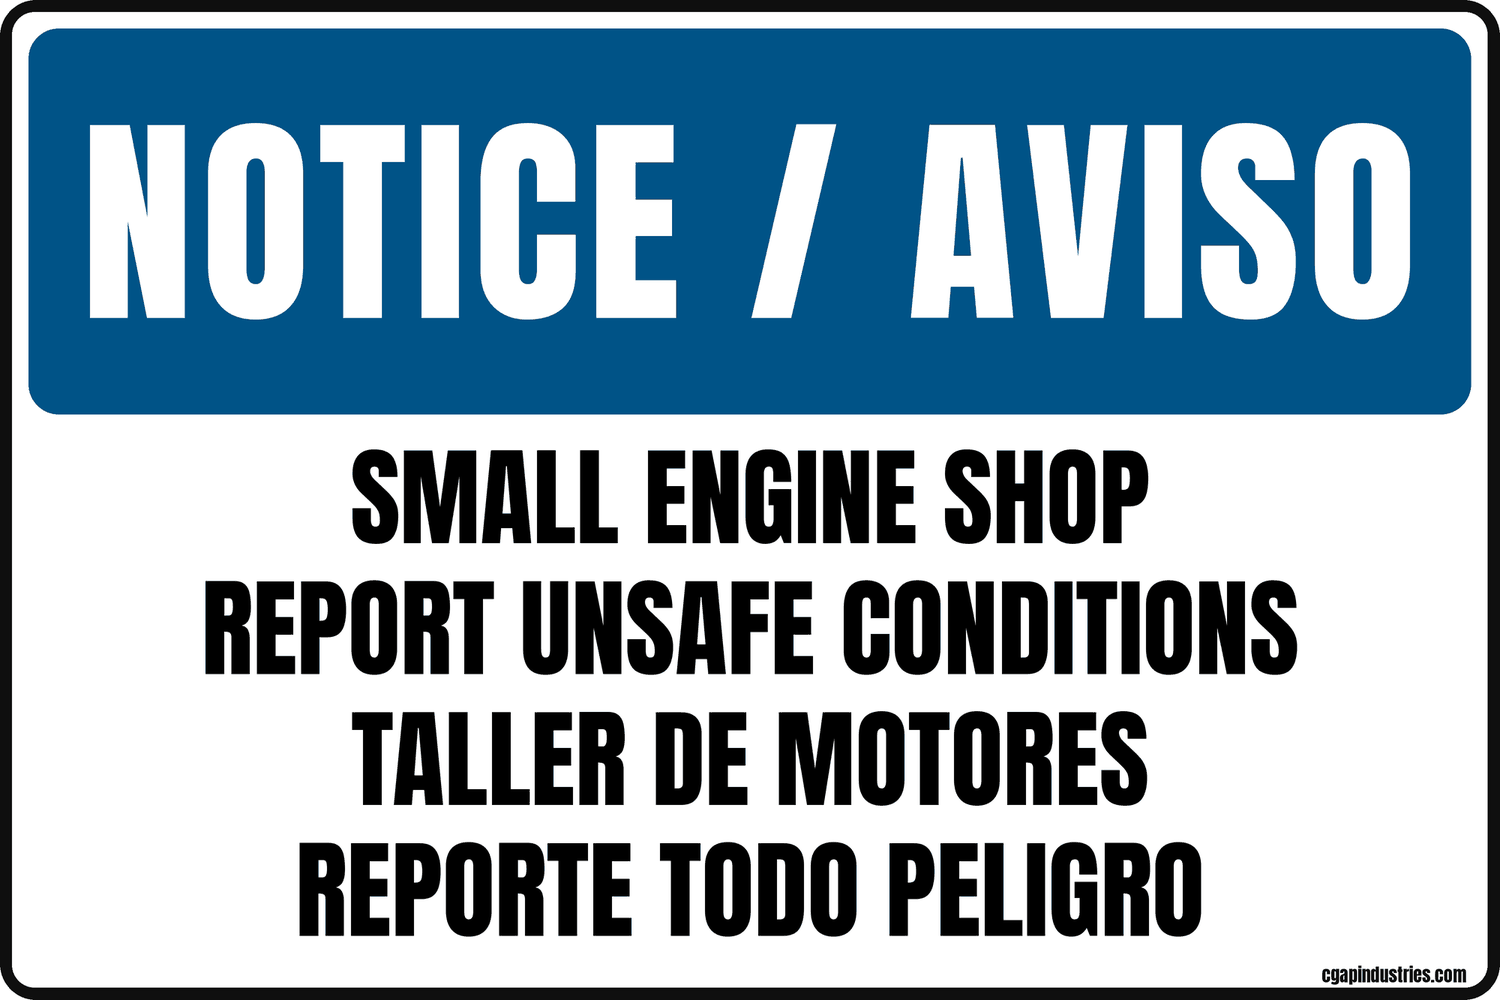 NOTICE / AVISO
SMALL ENGINE SHOP
REPORT UNSAFE CONDITIONS
TALLER DE MOTORES
REPORTE TODO PELIGRO
cgapindustries.com